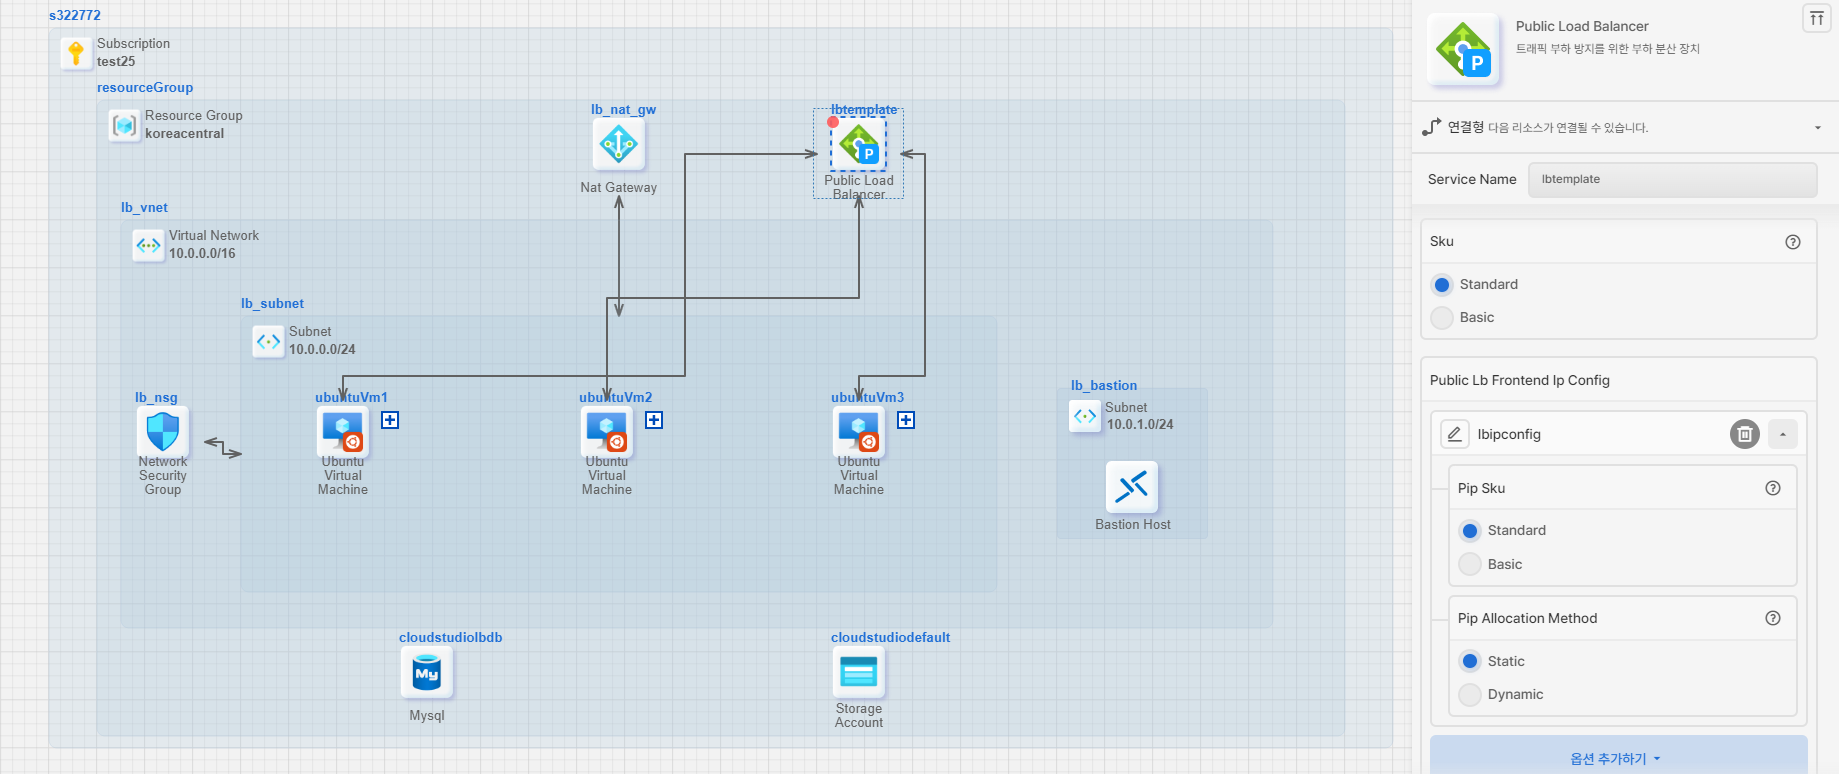 s322772
Subscription
test25
resourceGroup
Resource Group
koreacentral
lb_nat_gw
Nat Gateway
lbtemplate
P
Public Load
Balancer
lb_vnet
Virtual Network
10.0.0.0/16
lb_subnet
Subnet
10.0.0.0/24
lb_nsg
Network
Security
Group
ubuntuVm1
Ubuntu
Virtual
Machine
ubuntuVm2
Ubuntu
Virtual
Machine
ubuntuVm3
Ubuntu
Virtual
Machine
lb_bastion
Subnet
10.0.1.0/24
Bastion Host
cloudstudiolbdb
My
Mysql
cloudstudiodefault
Storage
Account
P
Public Load Balancer
트래픽 부하 방지를 위한 부하 분산 장치
연결형 다음 리소스가 연결될 수 있습니다.
Service Name
lbtemplate
Sku
Standard
Basic
Public Lb Frontend Ip Config
lbipconfig
Pip Sku
Standard
Basic
Pip Allocation Method
Static
Dynamic
옵션 추가하기